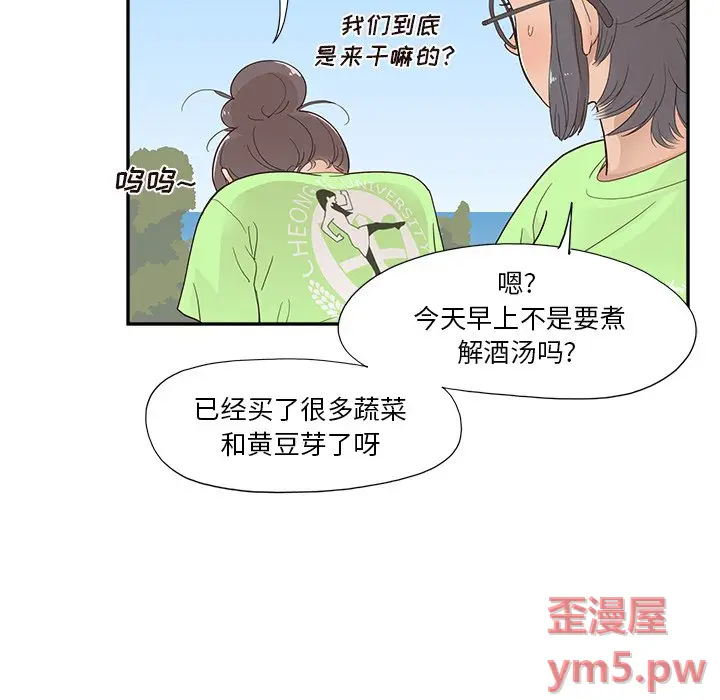 我们到底
是来干嘛的?
呜呜~
CHEONG UNIVERSITY
嗯?
今天早上不是要煮
解酒汤吗?
已经买了很多蔬菜
和黄豆芽了呀
歪漫屋
ym5.pw